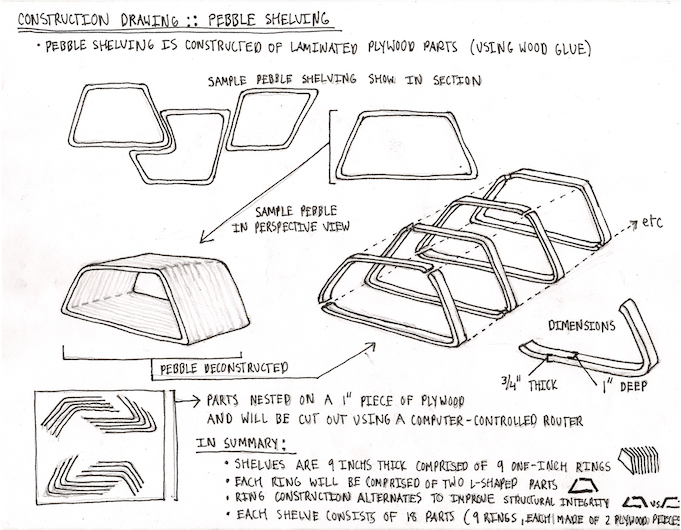 CONSTRUCTION DRAWING :: PEBBLE SHELVING
• PEBBLE SHELVING IS CONSTRUCTED OF LAMINATED PLYWOOD PARTS (USING WOOD GLUE)
SAMPLE PEBBLE SHELVING SHOW IN SECTION
SAMPLE PEBBLE
IN PERSPECTIVE VIEW
etc
DIMENSIONS
3/4" THICK
1" DEEP
PEBBLE DECONSTRUCTED
PARTS NESTED ON A 1" PIECE OF PLYWOOD
AND WILL BE CUT OUT USING A COMPUTER-CONTROLLED ROUTER
IN SUMMARY:
• SHELVES ARE 9 INCHS THICK COMPRISED OF 9 ONE-INCH RINGS
• EACH RING WILL BE COMPRISED OF TWO L-SHAPED PARTS
• RING CONSTRUCTION ALTERNATES TO IMPROVE STRUCTURAL INTEGRITY VS
• EACH SHELVE CONSISTS OF 18 PARTS (9 RINGS, EACH MADE OF 2 PLYWOOD PIECES